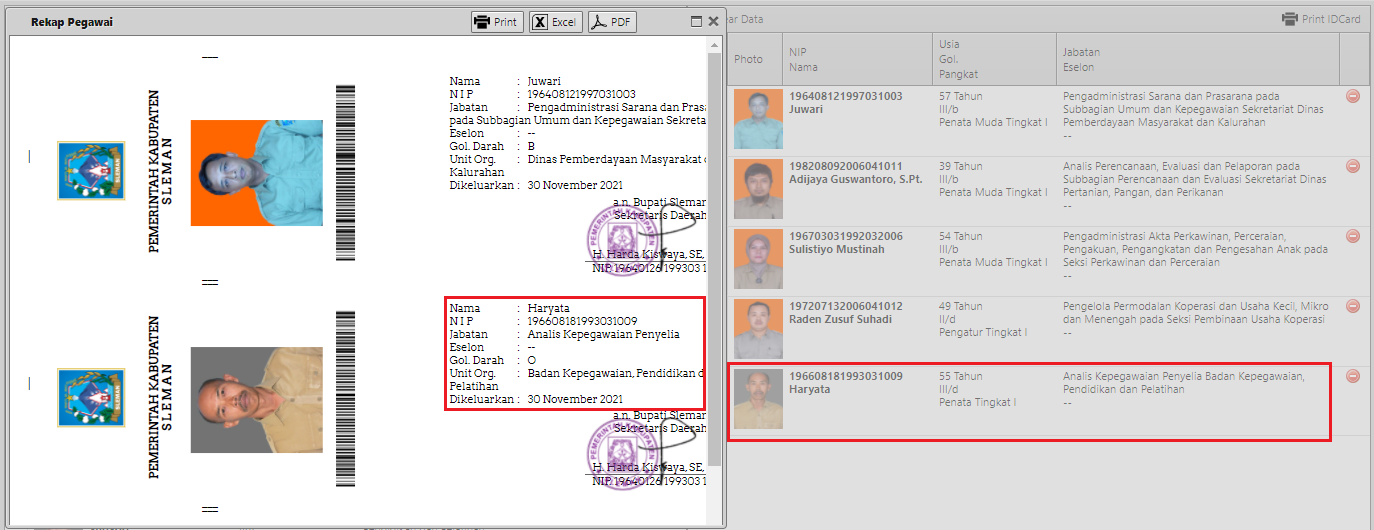 Rekap Pegawai
Print
Excel
PDF
ar Data
Print IDCard
PEMERINTAH KABUPATEN
SLEMAN
SLEMAN
Nama : Juwari
N I P : 196408121997031003
Jabatan : Pengadministrasi Sarana dan Prasa
pada Subbagian Umum dan Kepegawaian Sekreta
Eselon : --
Gol. Darah : B
Unit Org. : Dinas Pemberdayaan Masyarakat d
Kalurahan
Dikeluarkan : 30 November 2021
a.n. Bupati Sleman
Sekretaris Daerah
PEMERINTAH KABUPATEN
H. Harda Kiswaya, SE,
NIP. 19640126 199303 1
PEMERINTAH KABUPATEN
SLEMAN
SLEMAN
Nama : Haryata
N I P : 196608181993031009
Jabatan : Analis Kepegawaian Penyelia
Eselon : --
Gol. Darah : O
Unit Org. : Badan Kepegawaian, Pendidikan d
Pelatihan
Dikeluarkan : 30 November 2021
a.n. Bupati Sleman
Sekretaris Daerah
PEMERINTAH KABUPATEN
H. Harda Kiswaya, SE,
NIP. 19640126 199303 1
Photo
NIP
Nama
Usia
Gol.
Pangkat
Jabatan
Eselon
196408121997031003
Juwari
57 Tahun
III/b
Penata Muda Tingkat I
Pengadministrasi Sarana dan Prasarana pada
Subbagian Umum dan Kepegawaian Sekretariat Dinas
Pemberdayaan Masyarakat dan Kalurahan
--
198208092006041011
Adijaya Guswantoro, S.Pt.
39 Tahun
III/b
Penata Muda Tingkat I
Analis Perencanaan, Evaluasi dan Pelaporan pada
Subbagian Perencanaan dan Evaluasi Sekretariat Dinas
Pertanian, Pangan, dan Perikanan
--
196703031992032006
Sulistiyo Mustinah
54 Tahun
III/b
Penata Muda Tingkat I
Pengadministrasi Akta Perkawinan, Perceraian,
Pengakuan, Pengangkatan dan Pengesahan Anak pada
Seksi Perkawinan dan Perceraian
--
197207132006041012
Raden Zusuf Suhadi
49 Tahun
II/d
Pengatur Tingkat I
Pengelola Permodalan Koperasi dan Usaha Kecil, Mikro
dan Menengah pada Seksi Pembinaan Usaha Koperasi
--
196608181993031009
Haryata
55 Tahun
III/d
Penata Tingkat I
Analis Kepegawaian Penyelia Badan Kepegawaian,
Pendidikan dan Pelatihan
--